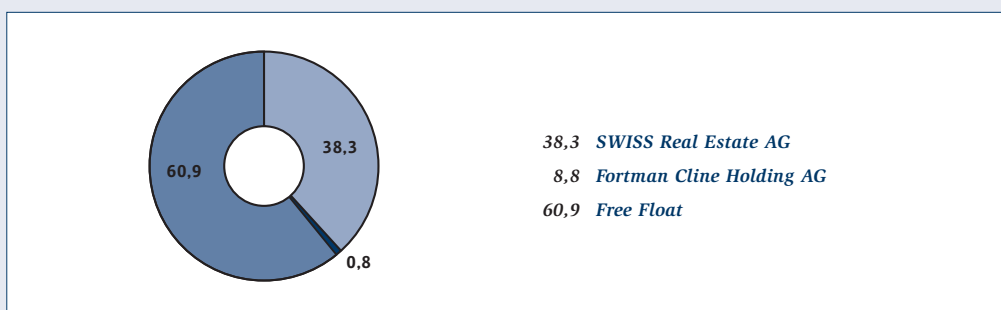 38,3
60,9
0,8
38,3 SWISS Real Estate AG
8,8 Fortman Cline Holding AG
60,9 Free Float